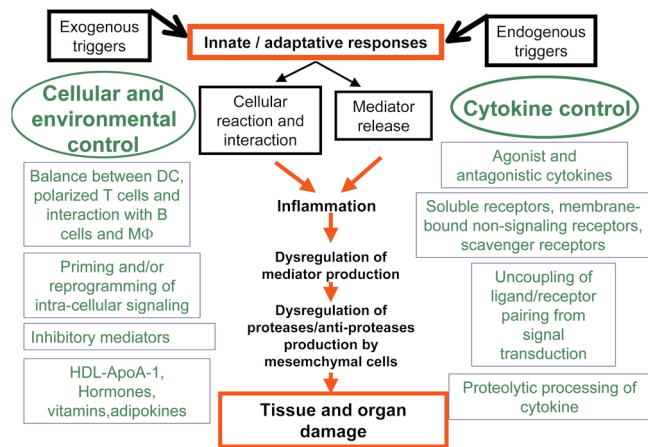 Exogenous
triggers
Innate / adaptative responses
Endogenous
triggers
Cellular and
environmental
control
Cellular
reaction and
interaction
Mediator
release
Cytokine control
Balance between DC,
polarized T cells and
interaction with B
cells and MΦ
Priming and/or
reprogramming of
intra-cellular signaling
Inhibitory mediators
HDL-ApoA-1,
Hormones,
vitamins,adipokines
Inflammation
Dysregulation
of mediator production
Dysregulation of
proteases/anti-proteases
production by
mesemchymal cells
Tissue and organ
damage
Agonist and
antagonistic cytokines
Soluble receptors, membrane-
bound non-signaling receptors,
scavenger receptors
Uncoupling of
ligand/receptor
pairing from
signal
transduction
Proteolytic processing of
cytokine